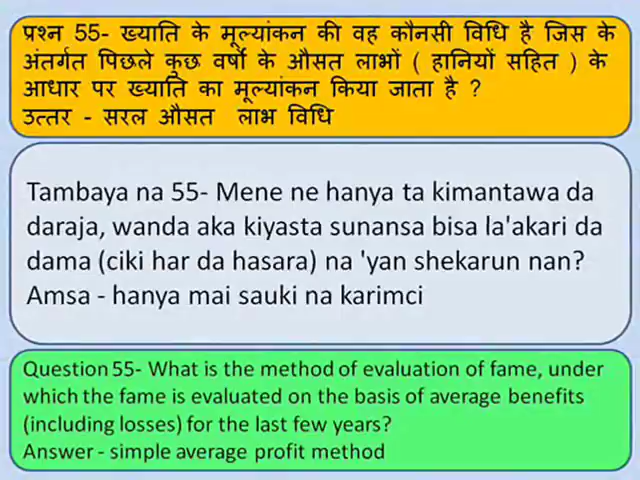 प्रश्न 55- ख्याति के मूल्यांकन की वह कौनसी विधि है जिस के
अंतर्गत पिछले कुछ वर्षों के औसत लाभों ( हानियों सहित ) के
आधार पर ख्याति का मूल्यांकन किया जाता है ?
उत्तर - सरल औसत लाभ विधि
Tambaya na 55- Mene ne hanya ta kimantawa da
daraja, wanda aka kiyasta sunansa bisa la'akari da
dama (ciki har da hasara) na 'yan shekarun nan?
Amsa - hanya mai sauki na karimci
Question 55- What is the method of evaluation of fame, under
which the fame is evaluated on the basis of average benefits
(including losses) for the last few years?
Answer - simple average profit method